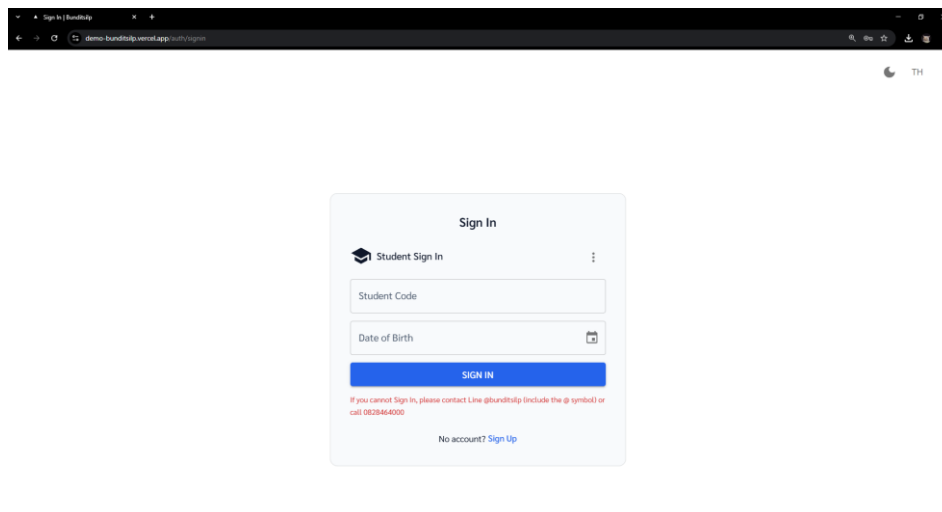 Sign In | Bunditsilp
demo-bunditsilp.vercel.app/auth/signin
TH
Sign In
Student Sign In
Student Code
Date of Birth
SIGN IN
If you cannot Sign In, please contact Line @bunditsilp (include the @ symbol) or
call 0828464000
No account? Sign Up